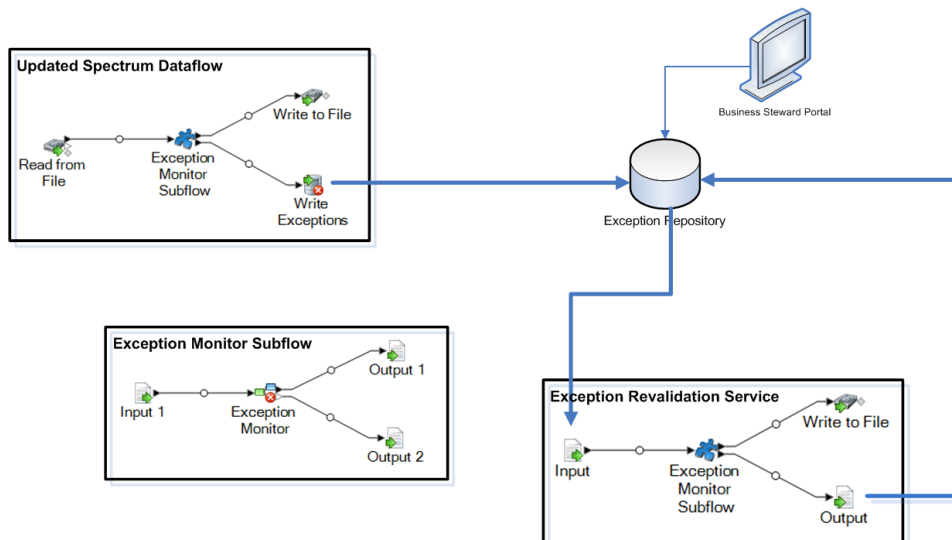 Updated Spectrum Dataflow
Write to File
Read from
File
Exception
Monitor
Subflow
Write
Exceptions
Business Steward Portal
Exception Repository
Exception Monitor Subflow
Input 1
Exception
Monitor
Output 1
Output 2
Exception Revalidation Service
Write to File
Input
Exception
Monitor
Subflow
Output